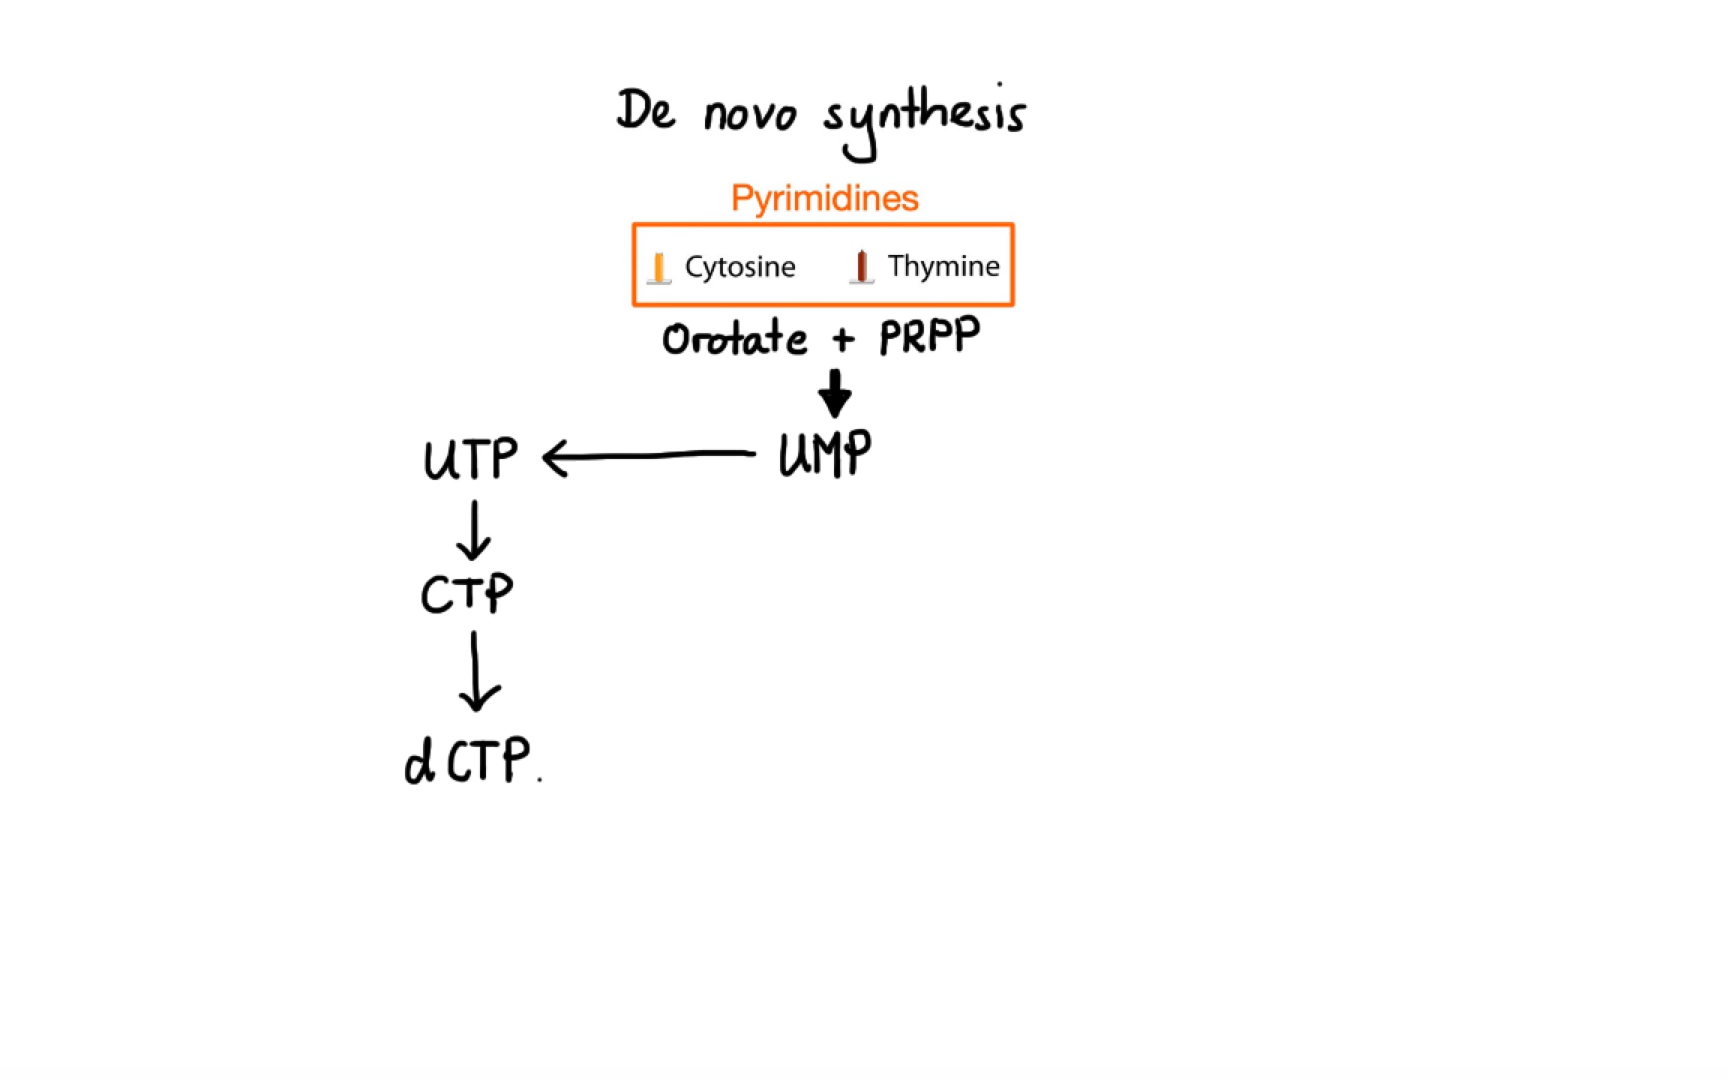 De novo synthesis
Pyrimidines
Cytosine Thymine
Orotate + PRPP
UTP UMP
CTP
dCTP.